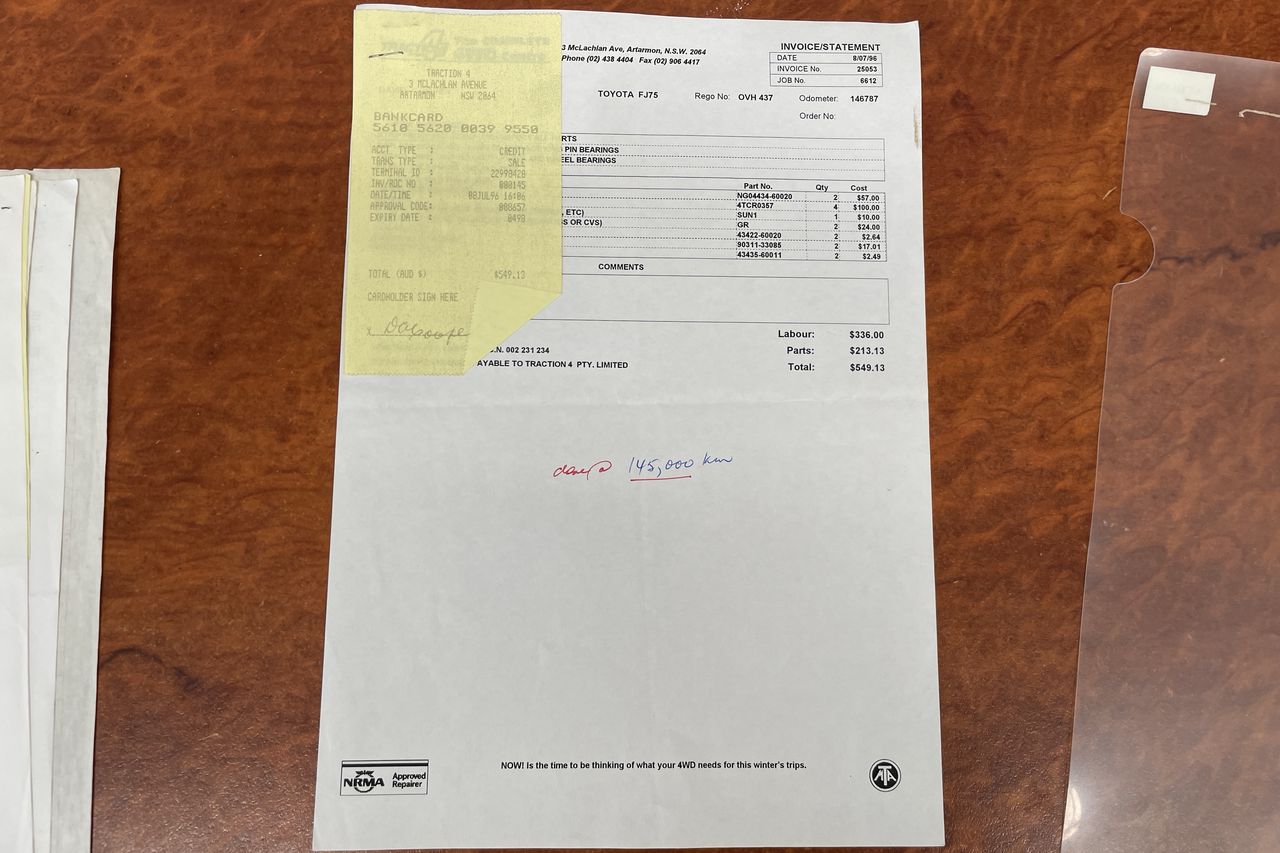 TRACTION 4
3 MCLACHLAN AVENUE
ARTARMON NSW 2064
BANKCARD
5610 5620 0039 9550
ACCT TYPE : CREDIT
TRANS TYPE : SALE
TERMINAL ID : 22990420
INV/ROC NO : 000145
DATE/TIME : 08JUL96 16:06
APPROVAL CODE: 008657
EXPIRY DATE : 0498
TOTAL (AUD $) $549.13
CARDHOLDER SIGN HERE
x
3 McLachlan Ave, Artarmon, N.S.W. 2064
Phone (02) 438 4404 Fax (02) 906 4417
INVOICE/STATEMENT
DATE 8/07/96
INVOICE No. 25053
JOB No. 6612
TOYOTA FJ75 Rego No: OVH 437 Odometer: 146787
Order No:
RTS
PIN BEARINGS
EEL BEARINGS
Part No. Qty Cost
NG04434-60020 2 $57.00
4TCR0357 4 $100.00
, ETC) SUN1 1 $10.00
S OR CVS) GR 2 $24.00
43422-60020 2 $2.64
90311-33085 2 $17.01
43435-60011 2 $2.49
COMMENTS
Labour: $336.00
.N. 002 231 234 Parts: $213.13
AYABLE TO TRACTION 4 PTY. LIMITED Total: $549.13
done @ 145,000 km
NOW! Is the time to be thinking of what your 4WD needs for this winter's trips.
NRMA Approved
Repairer
ATA